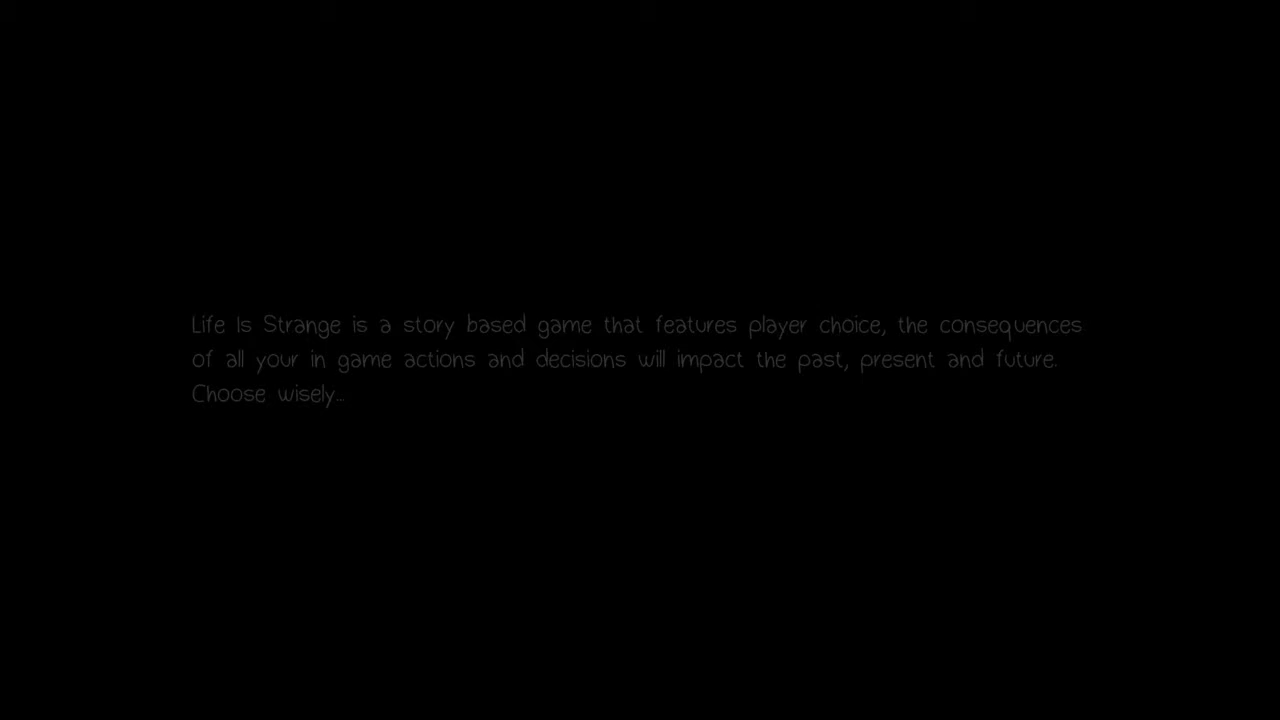 Life Is Strange is a story based game that features player choice, the consequences
of all your in game actions and decisions will impact the past, present and future.
Choose wisely...